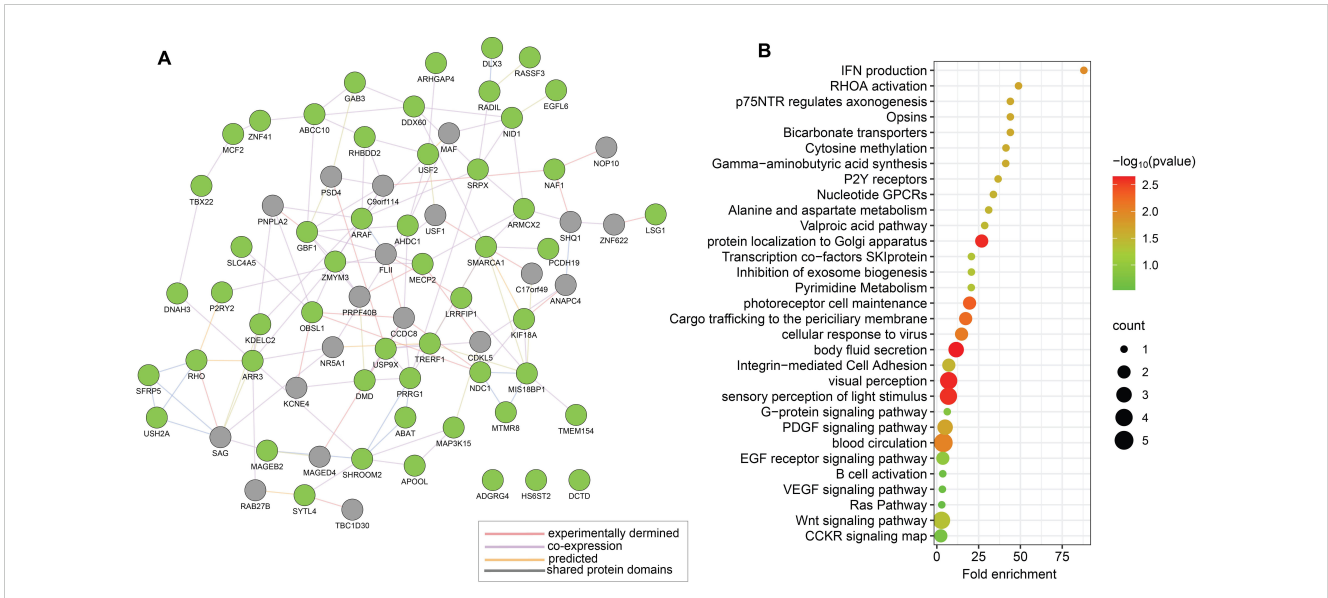 A
DLX3
RASSF3
ARHGAP4
GAB3
RADIL
EGFL6
DDX60
NID1
ABCC10
ZNF41
MCF2
RHBDD2
MAF
NOP10
USF2
SRPX
NAF1
PSD4
C9orf114
TBX22
PNPLA2
ARAF
USF1
ARMCX2
SHQ1
ZNF622
LSG1
GBF1
AHDC1
SLC4A5
ZMYM3
FLII
MECP2
SMARCA1
PCDH19
C17orf49
ANAPC4
DNAH3
P2RY2
PRPF40B
LRRFIP1
OBSL1
CCDC8
KIF18A
KDELC2
NR5A1
USP9X
TRERF1
CDKL5
RHO
ARR3
SFRP5
KCNE4
DMD
PRRG1
NDC1
MIS18BP1
USH2A
ABAT
MTMR8
TMEM154
SAG
MAP3K15
MAGEB2
MAGED4
SHROOM2
APOOL
ADGRG4
HS6ST2
DCTD
RAB27B
SYTL4
TBC1D30
experimentally dermined
co-expression
predicted
shared protein domains
B
IFN production
RHOA activation
p75NTR regulates axonogenesis
Opsins
Bicarbonate transporters
Cytosine methylation
Gamma−aminobutyric acid synthesis
P2Y receptors
Nucleotide GPCRs
Alanine and aspartate metabolism
Valproic pathway
protein localization to Golgi apparatus
Transcription co−factors SKIprotein
Inhibition of exosome biogenesis
Pyrimidine Metabolism
photoreceptor cell maintenance
Cargo trafficking to the periciliary membrane
cellular response to virus
body fluid secretion
Integrin−mediated Cell Adhesion
visual perception
sensory perception of light stimulus
G−protein signaling pathway
PDGF signaling pathway
blood circulation
EGF receptor signaling pathway
B cell activation
VEGF signaling pathway
Ras Pathway
Wnt signaling pathway
CCKR signaling map
0 25 50 75
Fold enrichment
−log10(pvalue)
2.5
2.0
1.5
1.0
count
1
2
3
4
5